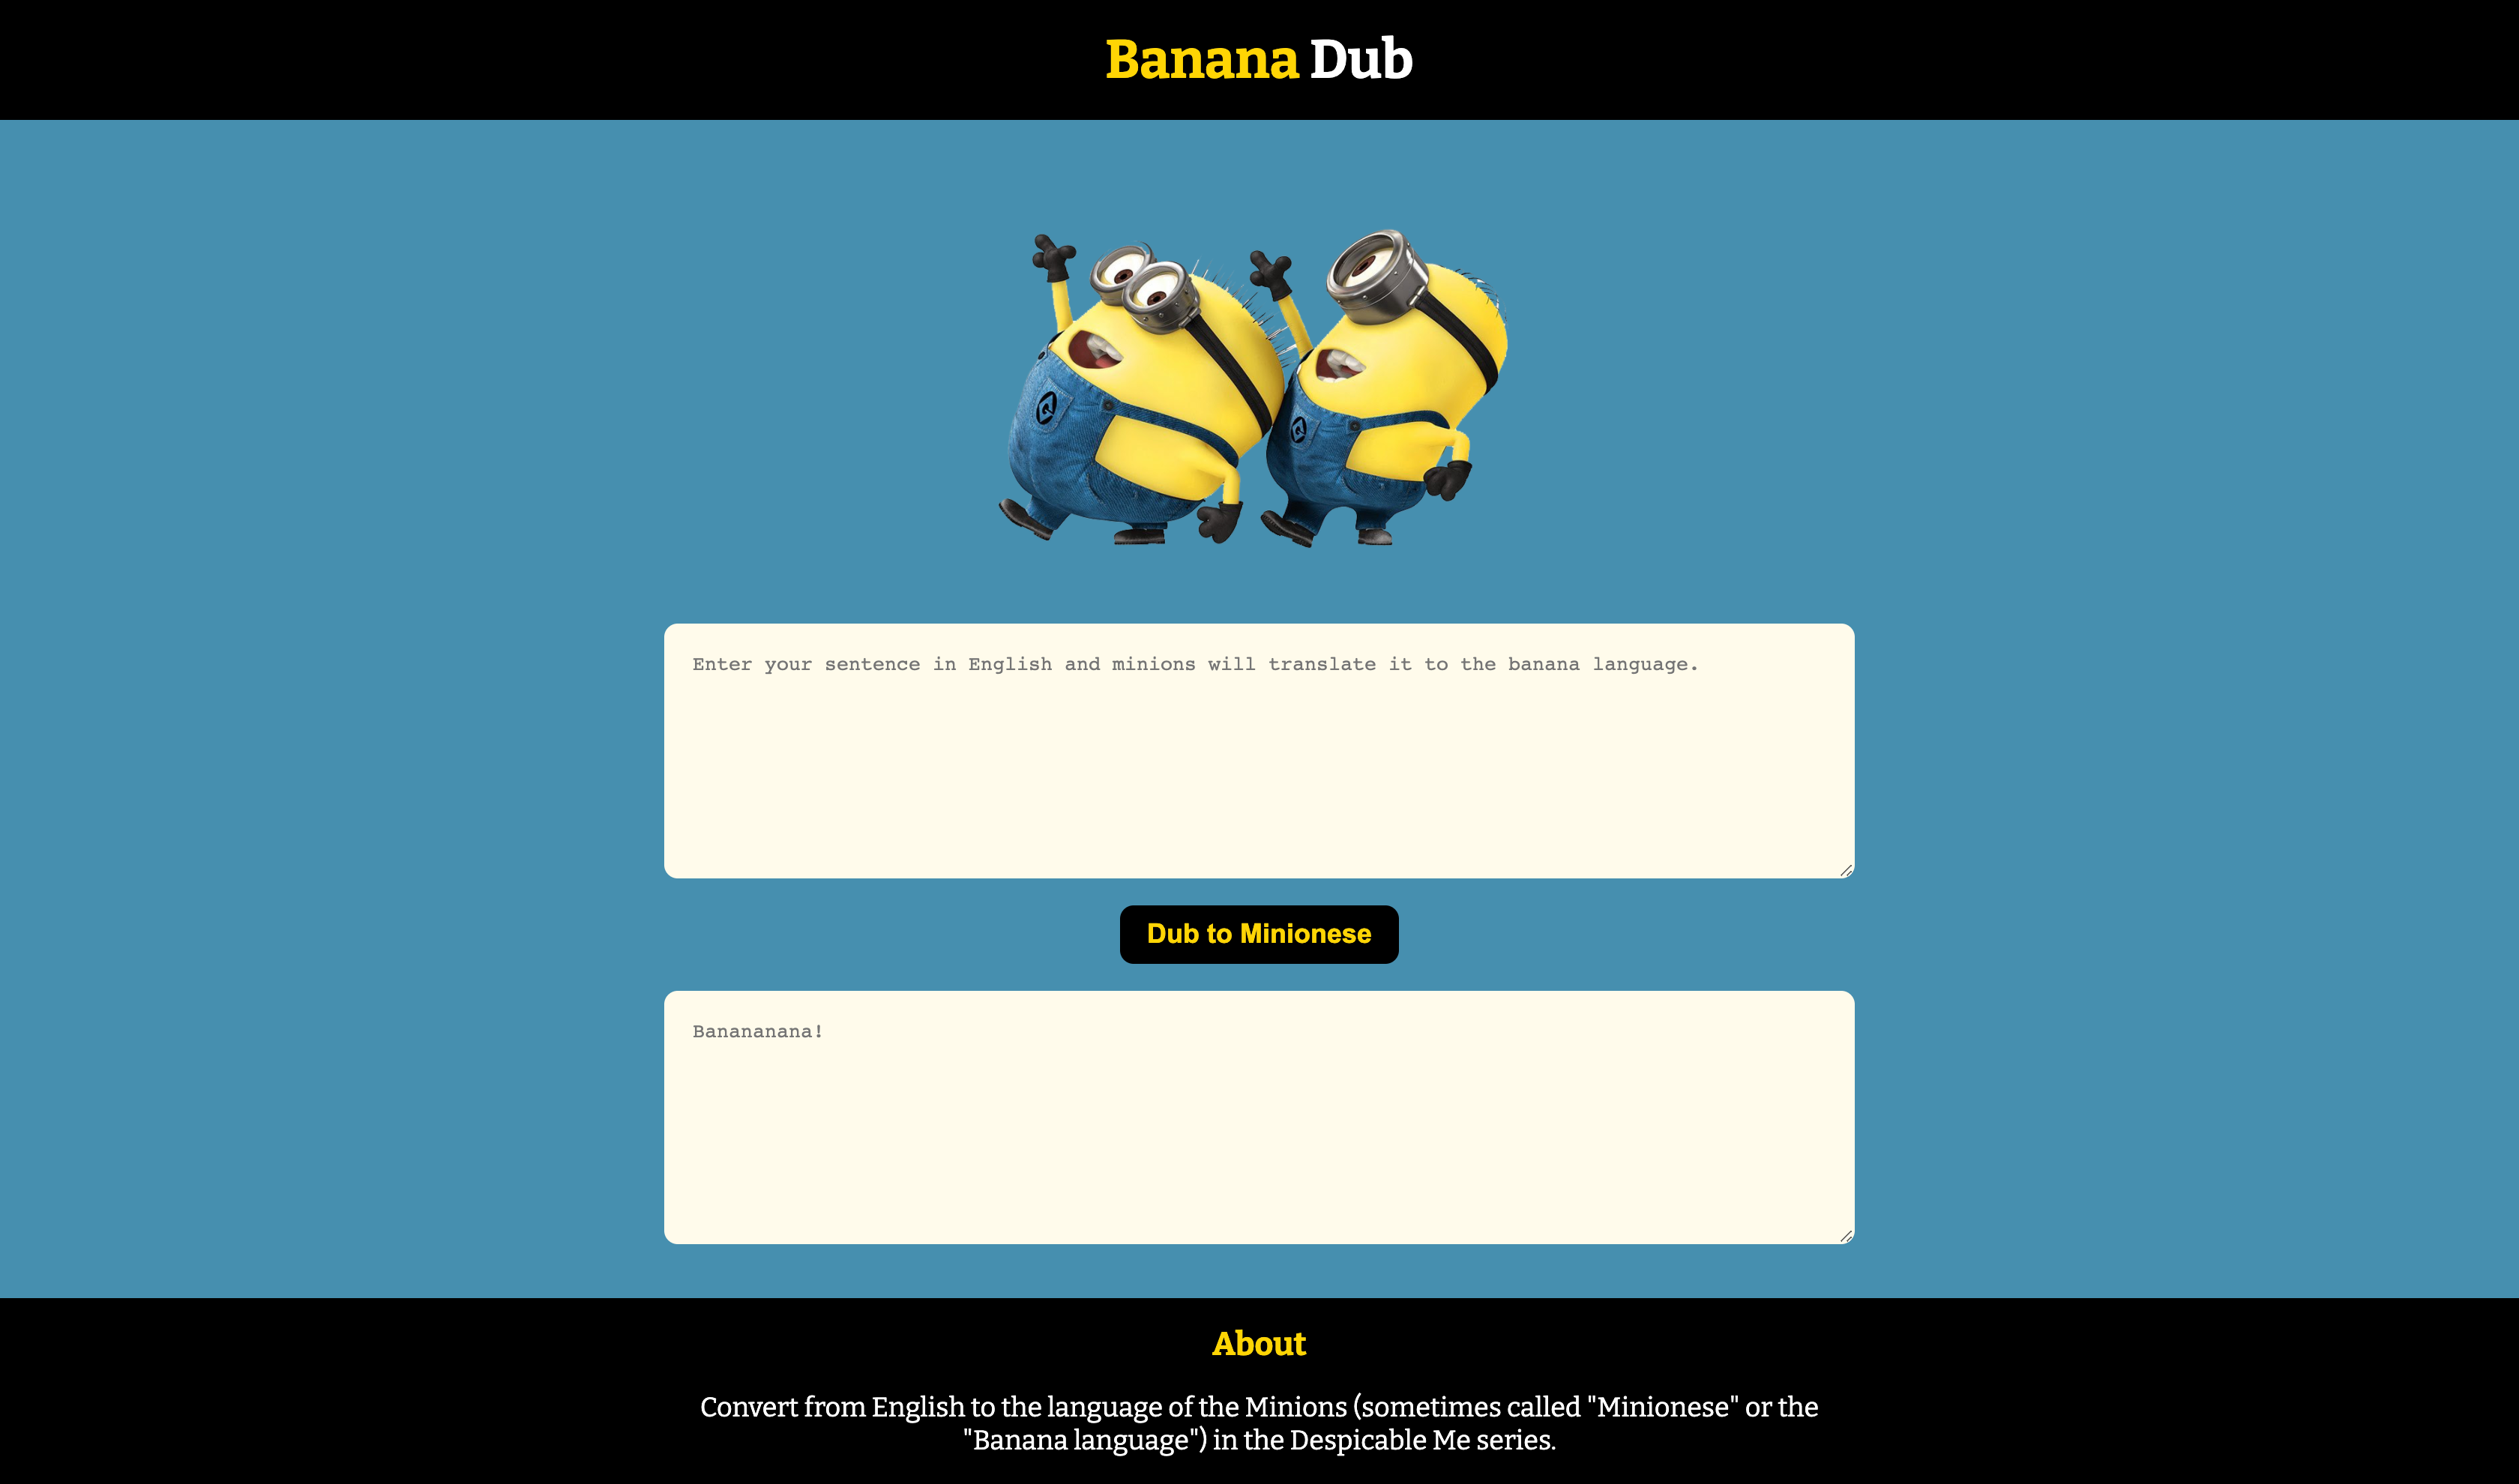 Banana Dub
Enter your sentence in English and minions will translate it to the banana language.
Dub to Minionese
Banananana!
About
Convert from English to the language of the Minions (sometimes called "Minionese" or the
"Banana language") in the Despicable Me series.